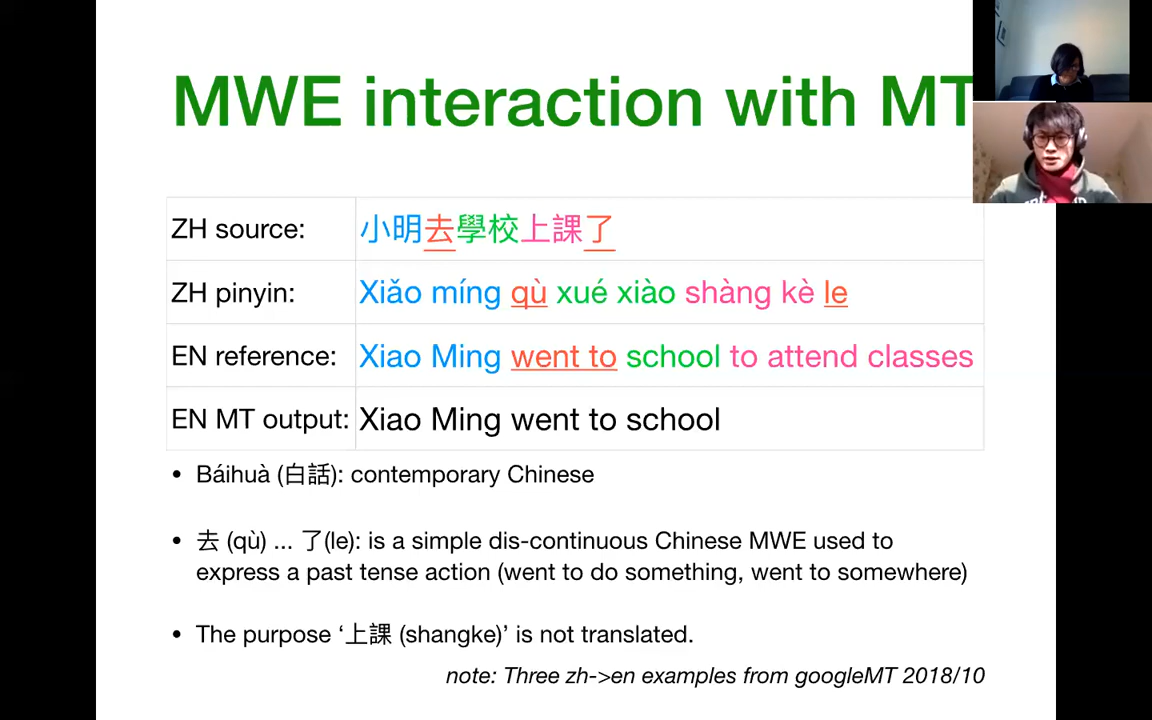 MWE interaction with MT
ZH source: 小明去學校上課了
ZH pinyin: Xiǎo míng qù xué xiào shàng kè le
EN reference: Xiao Ming went to school to attend classes
EN MT output: Xiao Ming went to school
• Báihuà (白話): contemporary Chinese
• 去 (qù) ... 了(le): is a simple dis-continuous Chinese MWE used to
express a past tense action (went to do something, went to somewhere)
• The purpose ‘上課 (shangke)’ is not translated.
note: Three zh->en examples from googleMT 2018/10